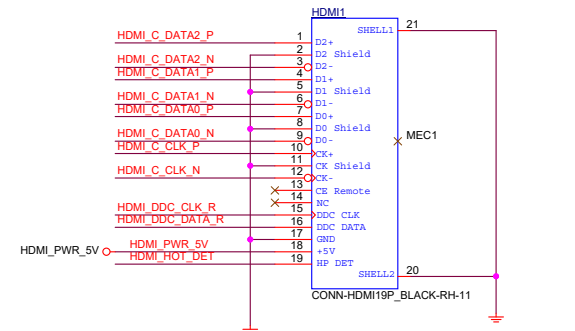 HDMI1
SHELL1 21
HDMI_C_DATA2_P 1 D2+
2 D2 Shield
HDMI_C_DATA2_N 3 D2-
HDMI_C_DATA1_P 4 D1+
5 D1 Shield
HDMI_C_DATA1_N 6 D1-
HDMI_C_DATA0_P 7 D0+
8 D0 Shield
HDMI_C_DATA0_N 9 D0- MEC1
HDMI_C_CLK_P 10 CK+
11 CK Shield
HDMI_C_CLK_N 12 CK-
13 CE Remote
14 NC
HDMI_DDC_CLK_R 15 DDC CLK
HDMI_DDC_DATA_R 16 DDC DATA
17 GND
HDMI_PWR_5V HDMI_PWR_5V 18 +5V
HDMI_HOT_DET 19 HP DET
SHELL2 20
CONN-HDMI19P_BLACK-RH-11